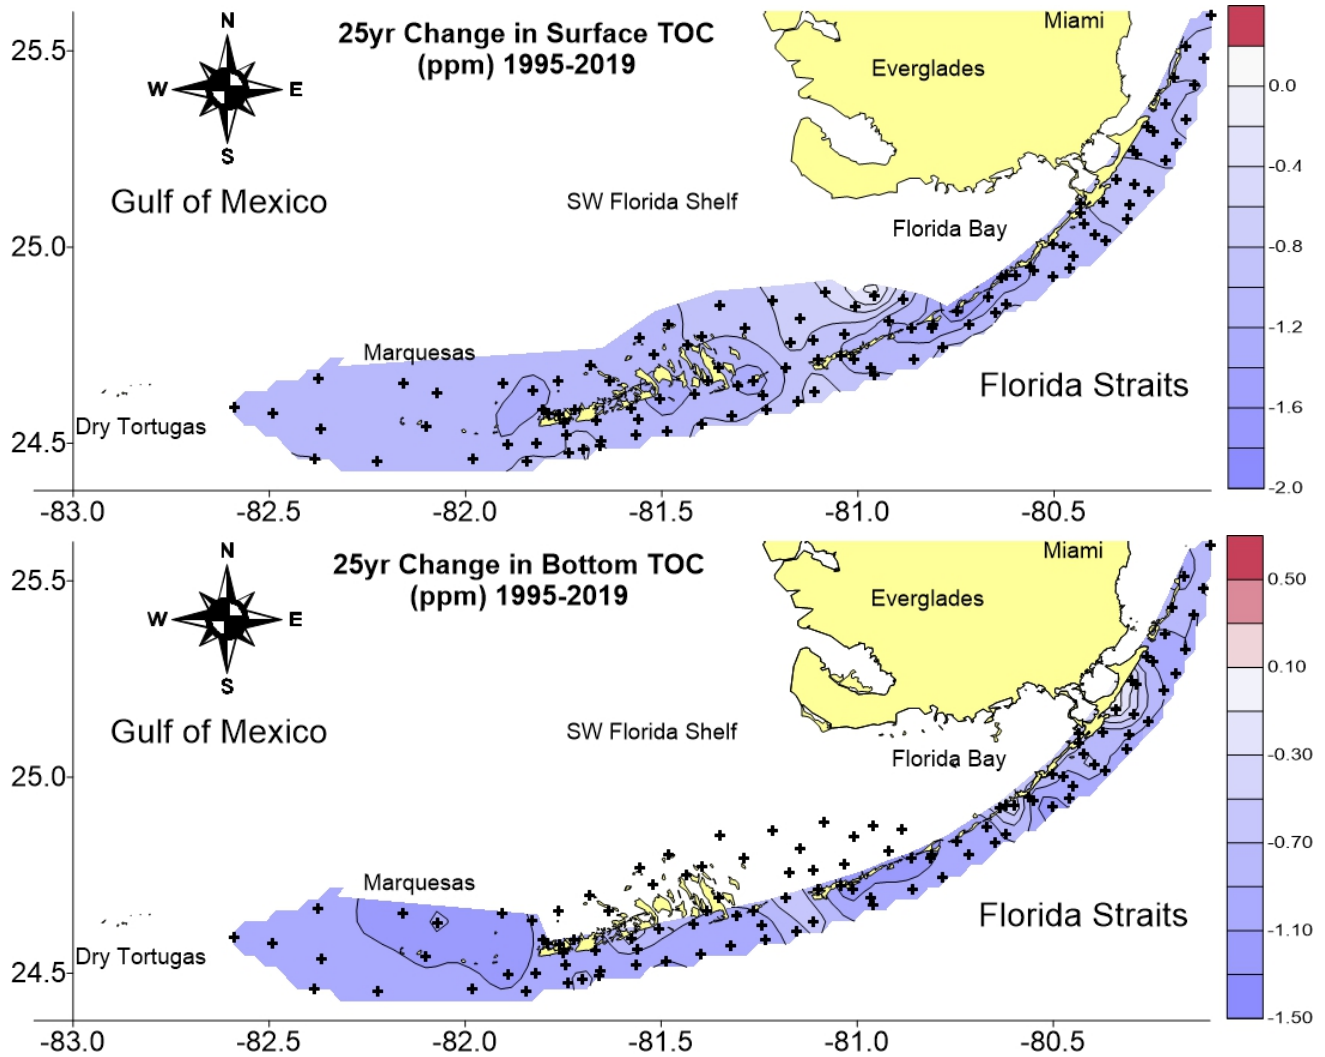 25yr Change in Surface TOC
(ppm) 1995-2019
N
W E
S
Miami
Everglades
Gulf of Mexico
SW Florida Shelf
Florida Bay
Marquesas
Florida Straits
Dry Tortugas
25.5
25.0
24.5
-83.0 -82.5 -82.0 -81.5 -81.0 -80.5
0.0
-0.4
-0.8
-1.2
-1.6
-2.0
25yr Change in Bottom TOC
(ppm) 1995-2019
N
W E
S
Miami
Everglades
Gulf of Mexico
SW Florida Shelf
Florida Bay
Marquesas
Florida Straits
Dry Tortugas
25.5
25.0
24.5
-83.0 -82.5 -82.0 -81.5 -81.0 -80.5
0.50
0.10
-0.30
-0.70
-1.10
-1.50